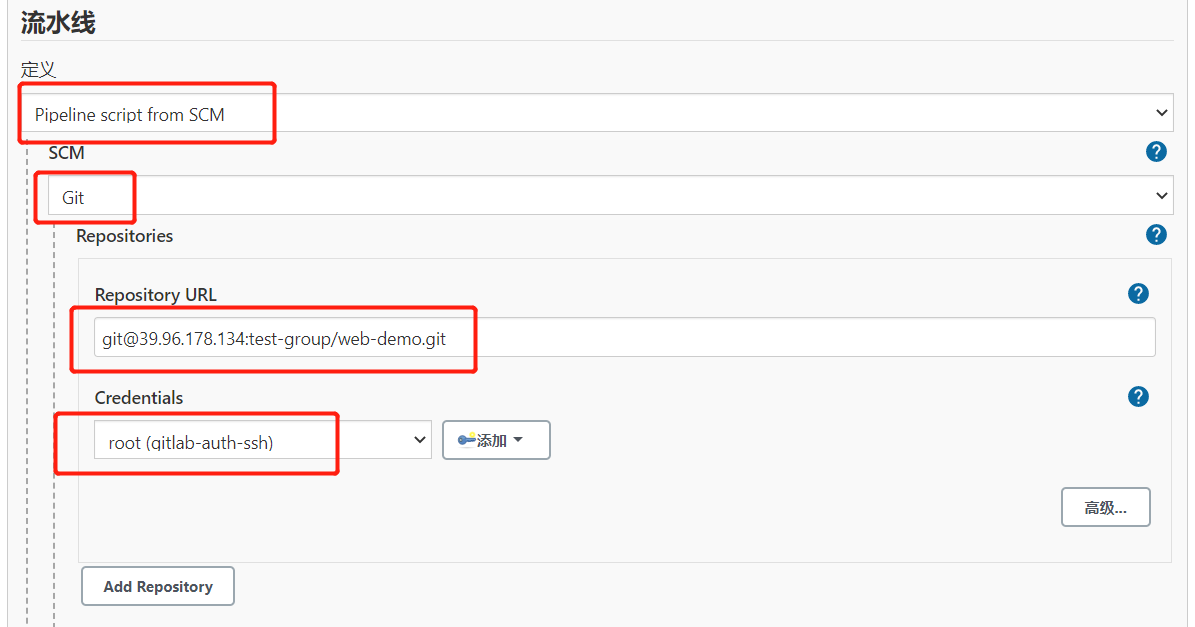 流水线
定义
Pipeline script from SCM
SCM
?
Git
Repositories
?
Repository URL
?
git@39.96.178.134:test-group/web-demo.git
Credentials
?
root (gitlab-auth-ssh)
添加
高级...
Add Repository